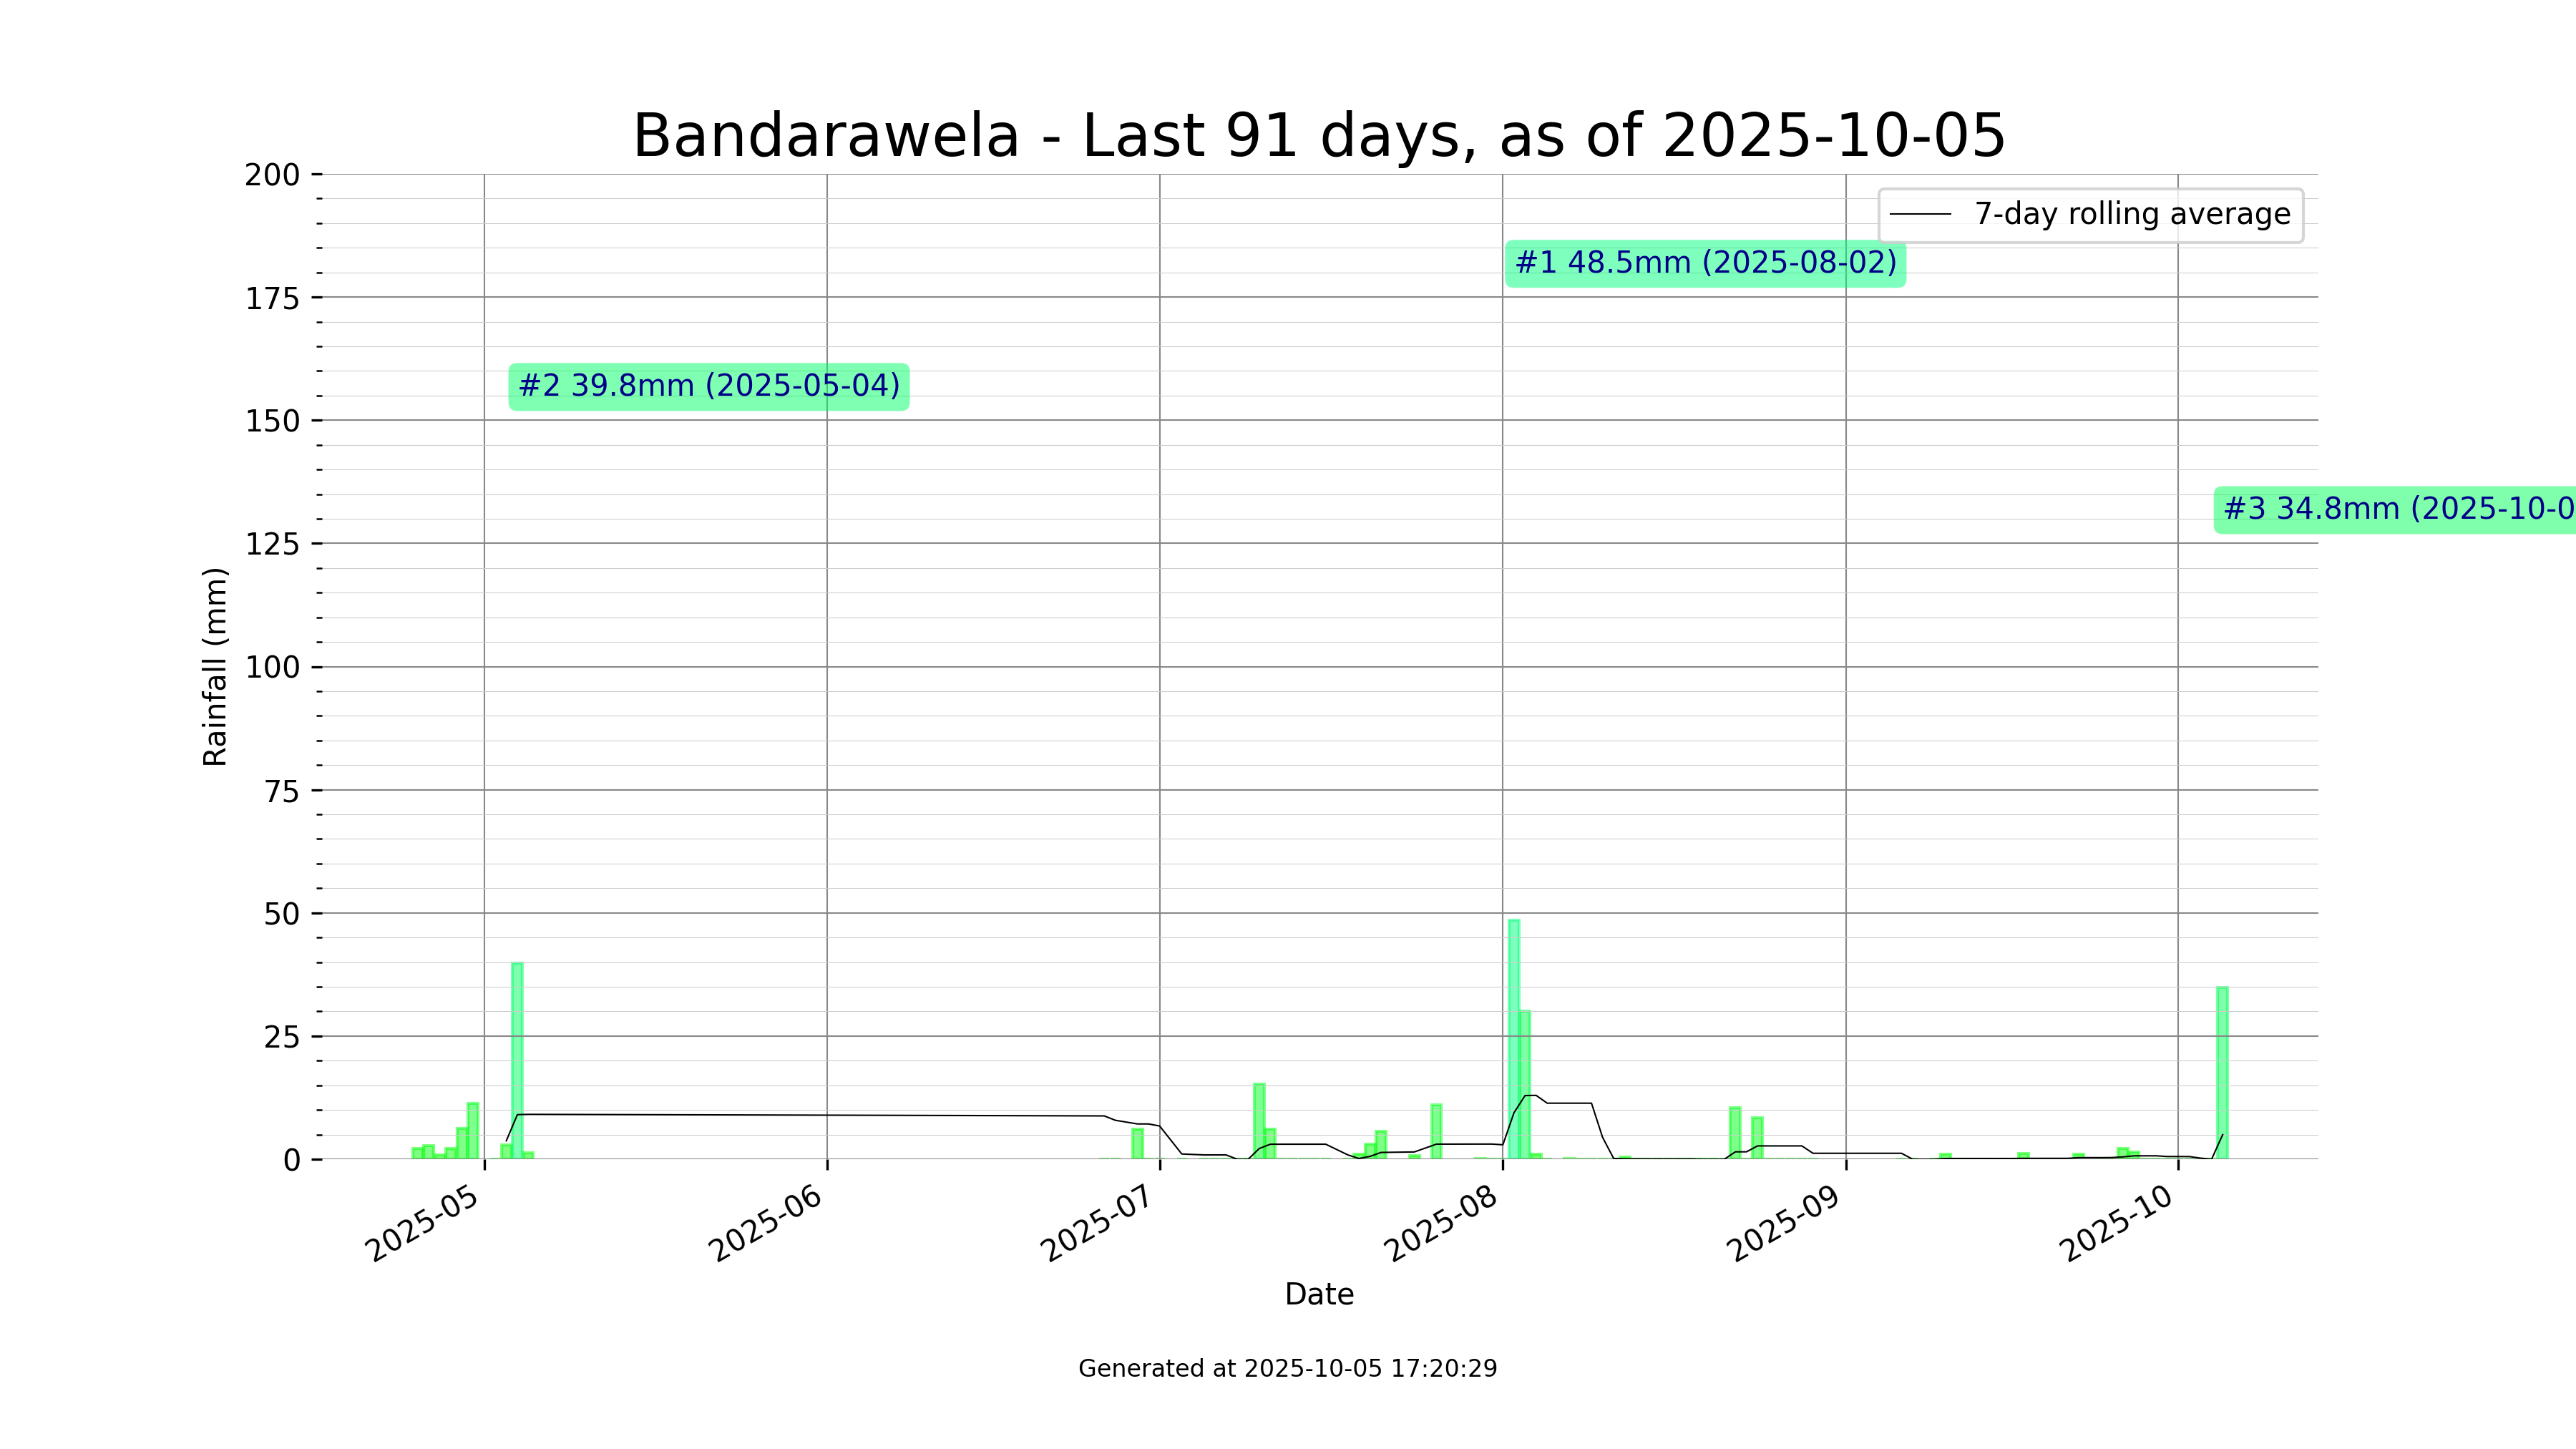 Bandarawela - Last 91 days, as of 2025-10-05
7-day rolling average
#1 48.5mm (2025-08-02)
#2 39.8mm (2025-05-04)
#3 34.8mm (2025-10-0
Rainfall (mm)
200
175
150
125
100
75
50
25
0
2025-05
2025-06
2025-07
2025-08
2025-09
2025-10
Date
Generated at 2025-10-05 17:20:29